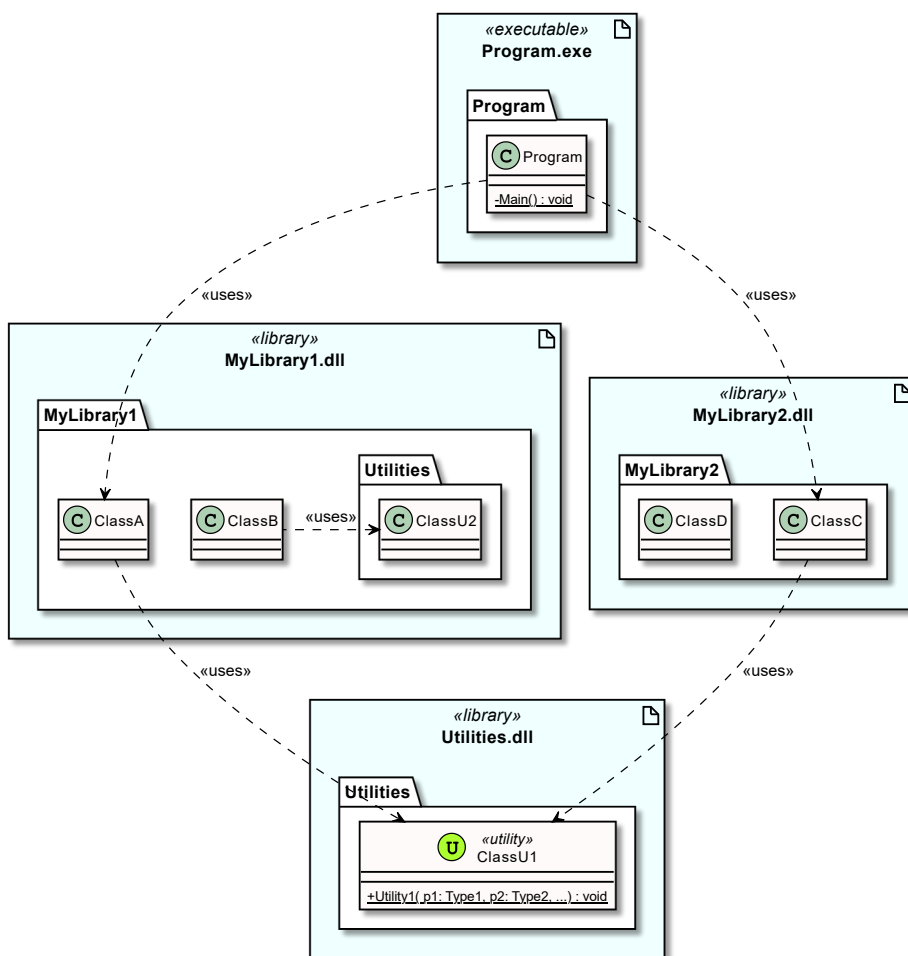 «executable»
Program.exe
Program
C Program
-Main() : void
«uses»
«uses»
«library»
MyLibrary1.dll
MyLibrary1
Utilities
C ClassA
C ClassB
«uses»
C ClassU2
«library»
MyLibrary2.dll
MyLibrary2
C ClassD
C ClassC
«uses»
«uses»
«library»
Utilities.dll
Utilities
U «utility»
ClassU1
+Utility1( p1: Type1, p2: Type2, ...) : void